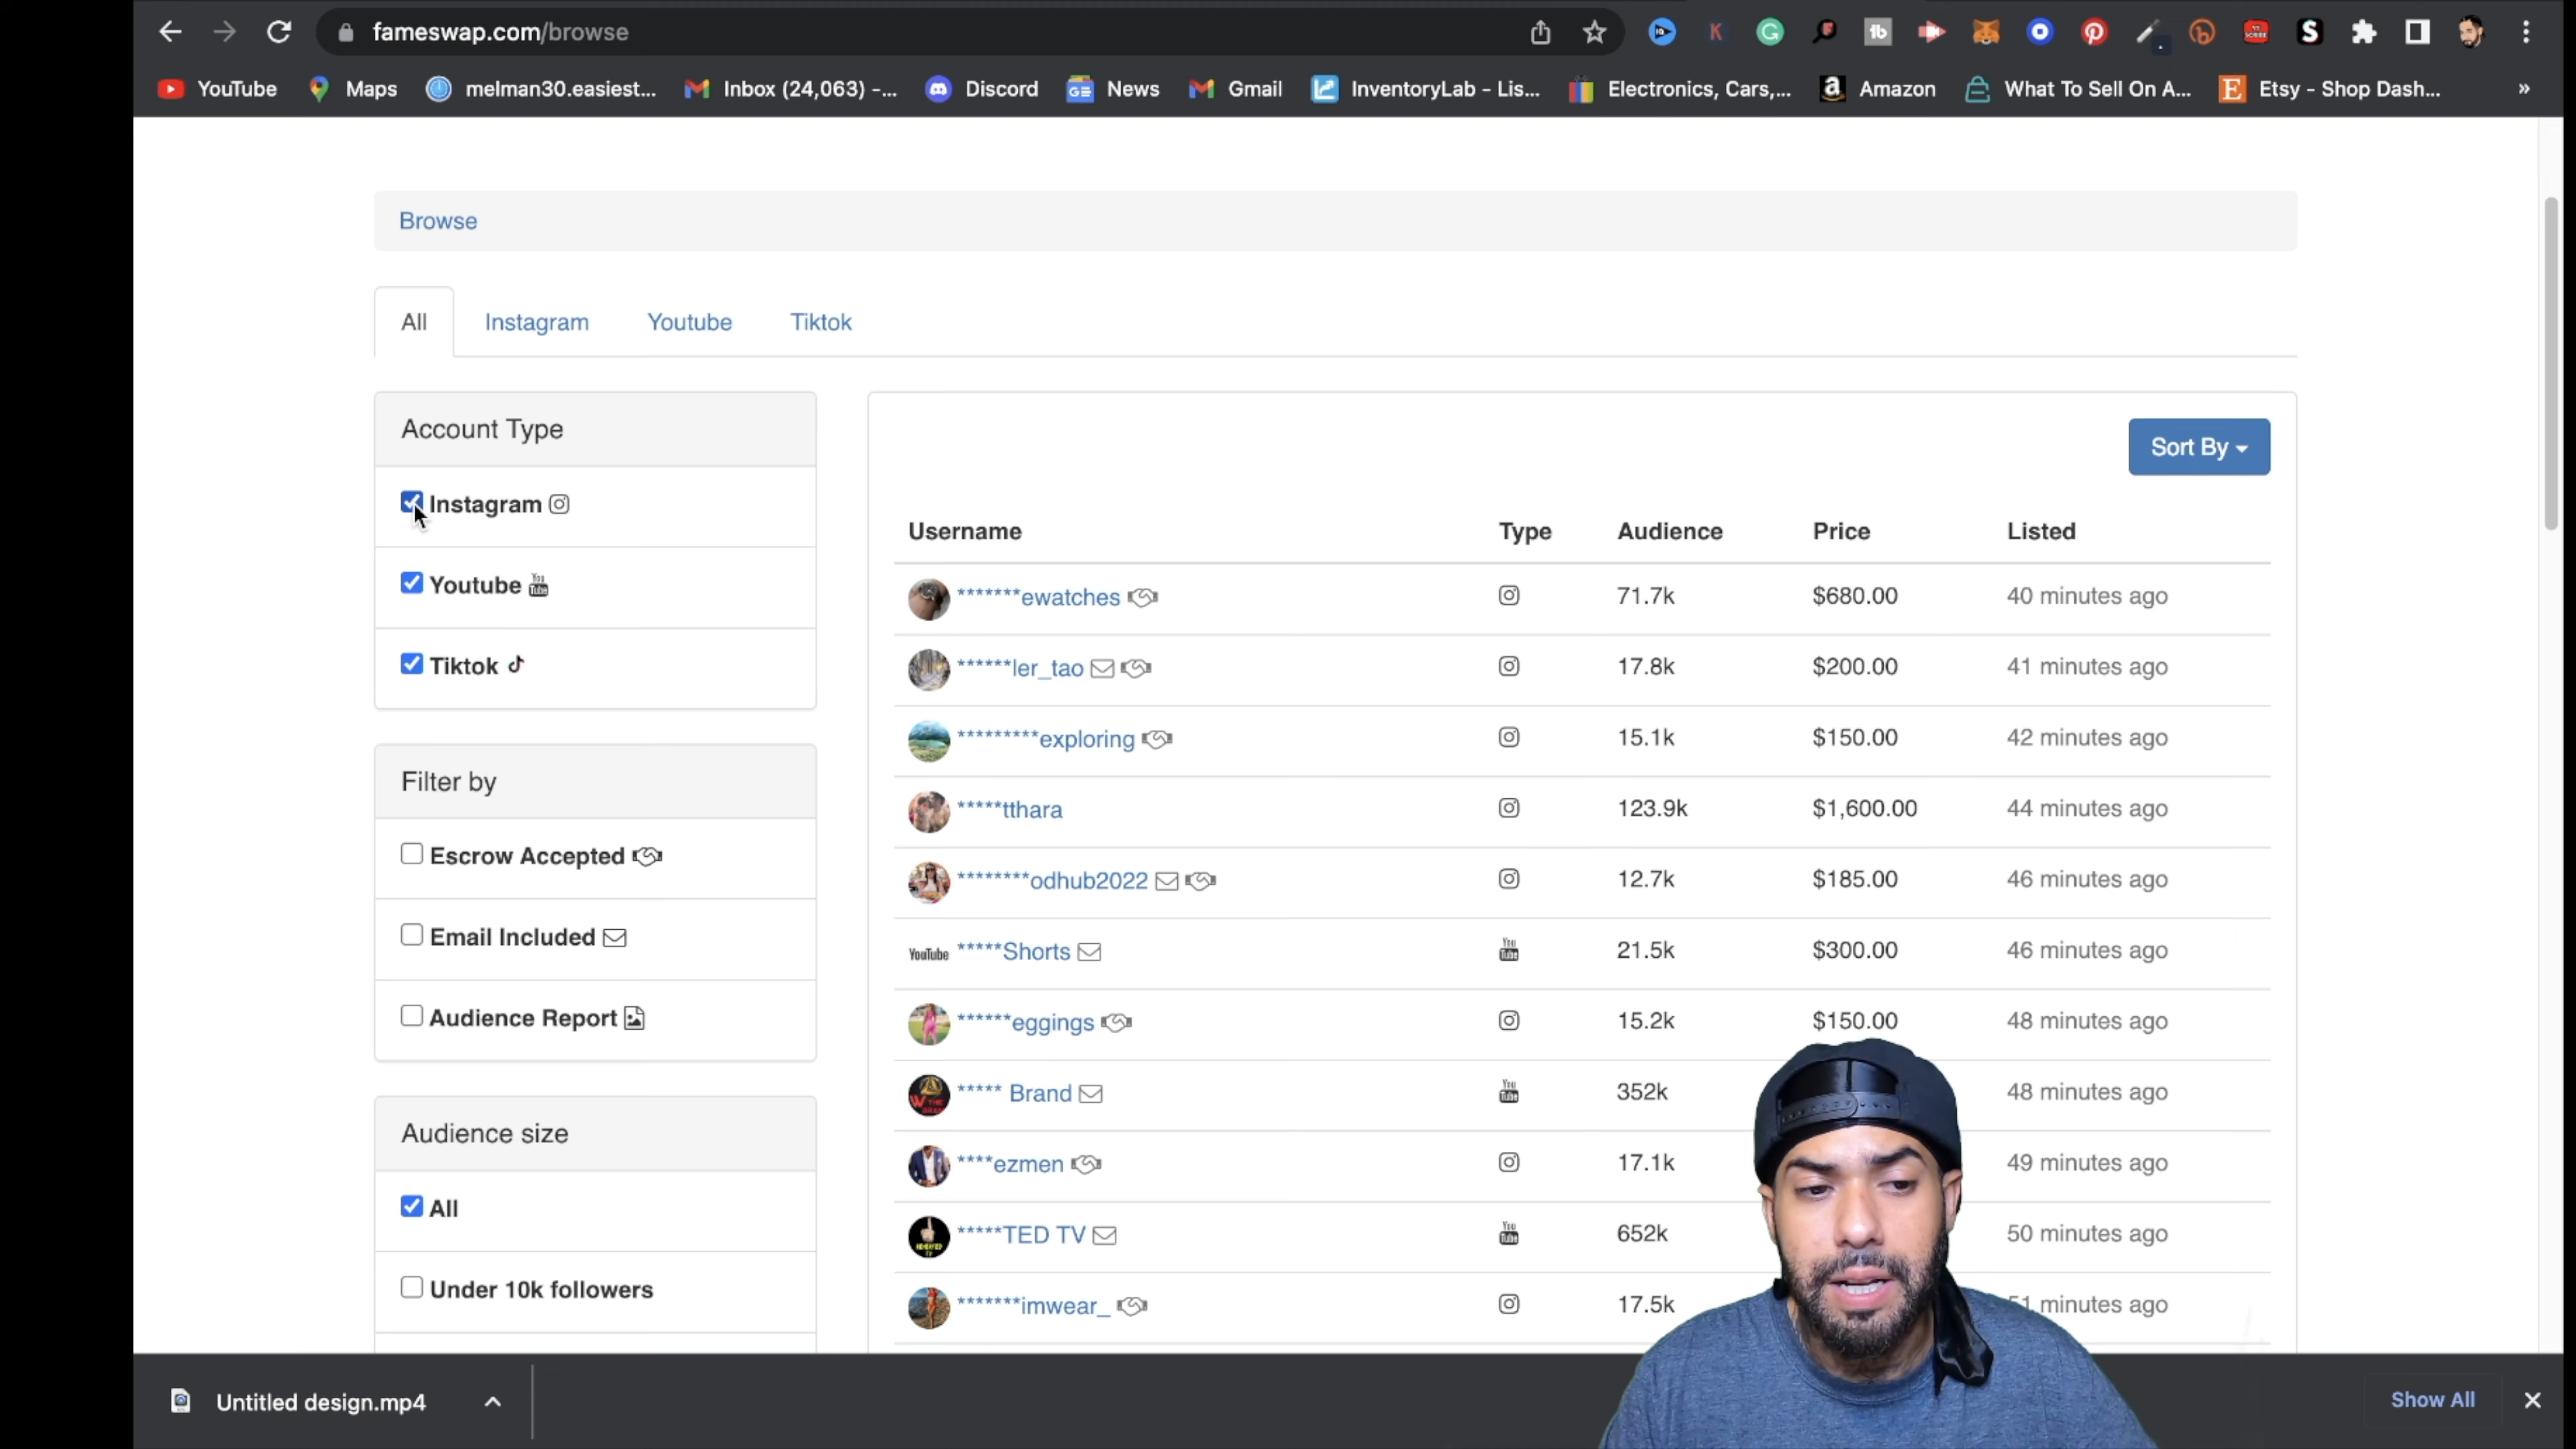 fameswap.com/browse
YouTube Maps melman30.easiest... Inbox (24,063) -... Discord News Gmail InventoryLab - Lis... Electronics, Cars,... Amazon What To Sell On A... Etsy - Shop Dash... »
Browse
All Instagram Youtube Tiktok
Account Type
Instagram
Youtube
Tiktok
Filter by
Escrow Accepted
Email Included
Audience Report
Audience size
All
Under 10k followers
Sort By
Username Type Audience Price Listed
*******ewatches 71.7k $680.00 40 minutes ago
******ler_tao 17.8k $200.00 41 minutes ago
*********exploring 15.1k $150.00 42 minutes ago
*****tthara 123.9k $1,600.00 44 minutes ago
********odhub2022 12.7k $185.00 46 minutes ago
YouTube *****Shorts 21.5k $300.00 46 minutes ago
******eggings 15.2k $150.00 48 minutes ago
***** Brand 352k 48 minutes ago
****ezmen 17.1k 49 minutes ago
*****TED TV 652k 50 minutes ago
*******imwear_ 17.5k 51 minutes ago
Untitled design.mp4 Show All